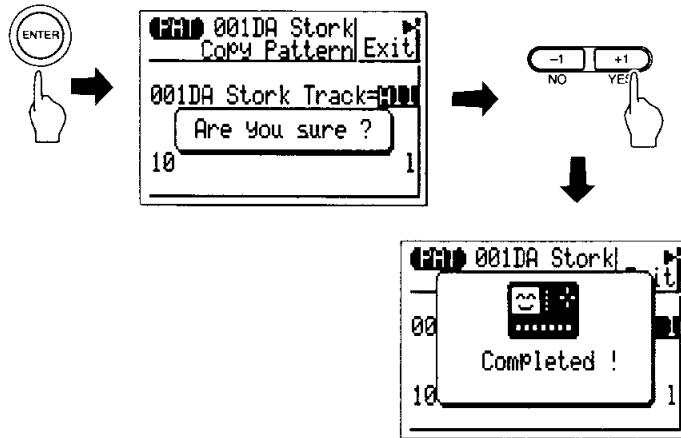 ENTER
PAT 001DA Stork
Copy Pattern Exit
001DA Stork Track=All
Are you sure ?
10 1
-1 +1
NO YES
PAT 001DA Stork
it
00
Completed !
10 1